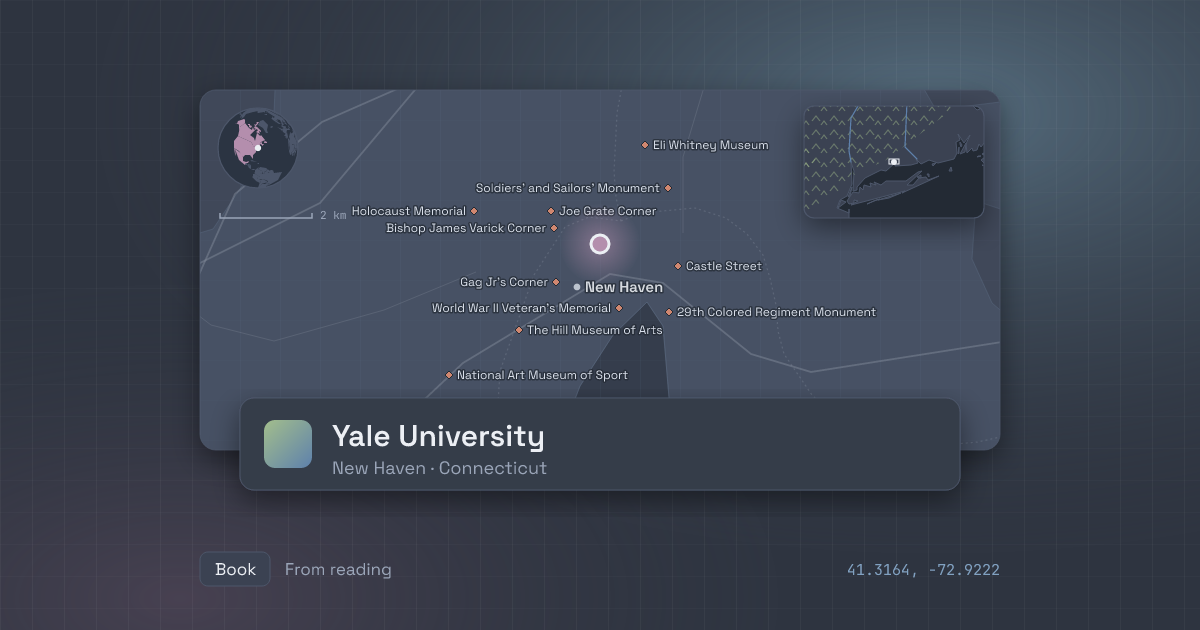 Eli Whitney Museum
Soldiers' and Sailors' Monument
2 km
Holocaust Memorial
Joe Grate Corner
Bishop James Varick Corner
Castle Street
Gag Jr's Corner
New Haven
World War II Veteran's Memorial
29th Colored Regiment Monument
The Hill Museum of Arts
National Art Museum of Sport
Yale University
New Haven · Connecticut
Book
From reading
41.3164, -72.9222